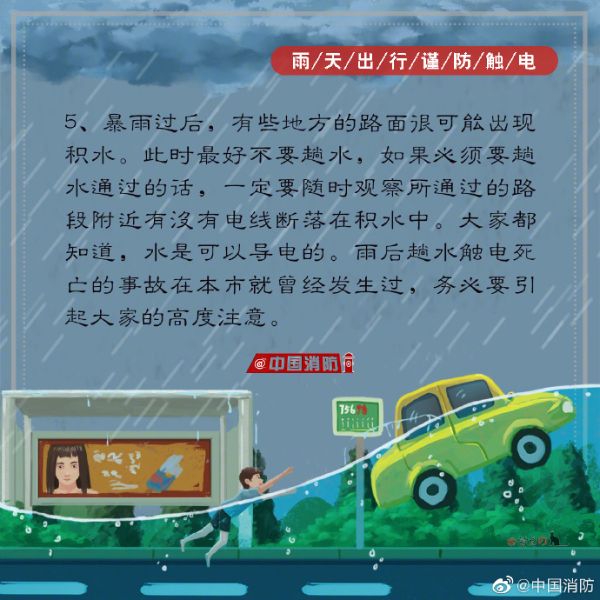 雨/天/出/行/谨/防/触/电
5、暴雨过后，有些地方的路面很可能出现
积水。此时最好不要趟水，如果必须要趟
水通过的话，一定要随时观察所通过的路
段附近有没有电线断落在积水中。大家都
知道，水是可以导电的。雨后趟水触电死
亡的事故在本市就曾经发生过，务必要引
起大家的高度注意。
@中国消防
@中国消防